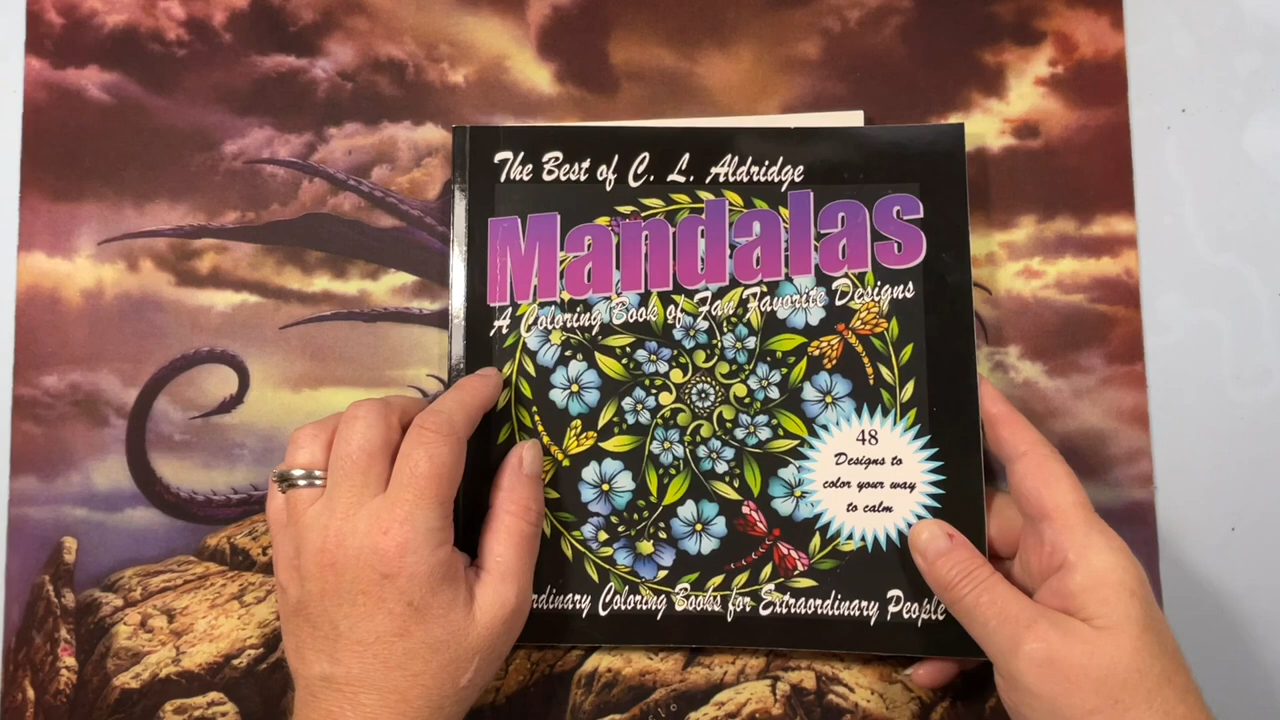 The Best of C. L. Aldridge
Mandalas
A Coloring Book of Fan Favorite Designs
48
Designs to
color your way
to calm
Coloring Books for Extraordinary People